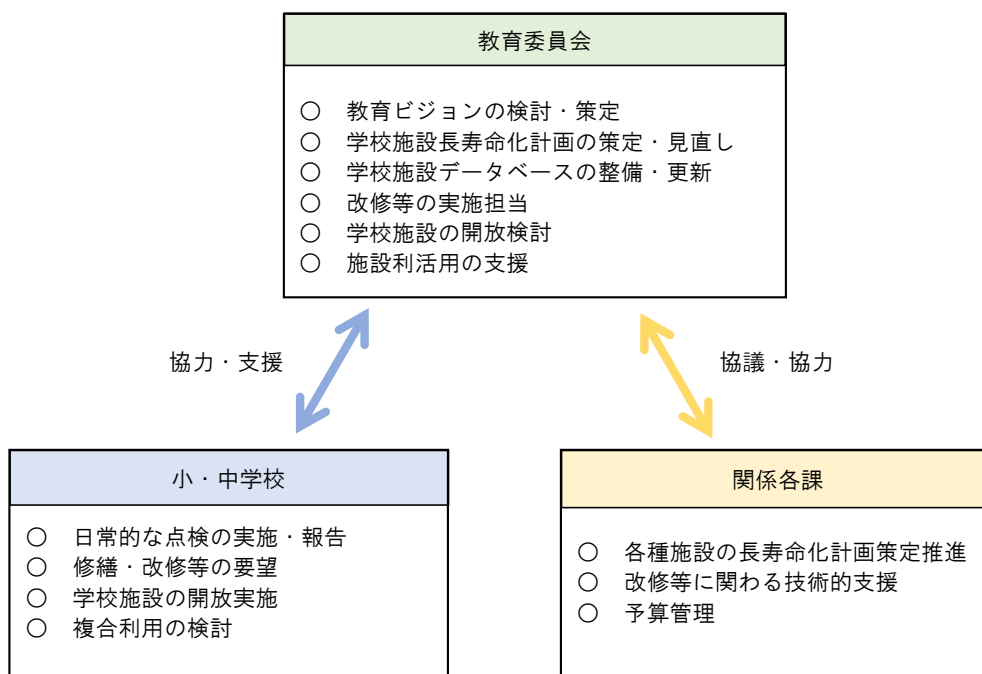 教育委員会
○ 教育ビジョンの検討・策定
○ 学校施設長寿命化計画の策定・見直し
○ 学校施設データベースの整備・更新
○ 改修等の実施担当
○ 学校施設の開放検討
○ 施設利活用の支援
協力・支援
協議・協力
小・中学校
○ 日常的な点検の実施・報告
○ 修繕・改修等の要望
○ 学校施設の開放実施
○ 複合利用の検討
関係各課
○ 各種施設の長寿命化計画策定推進
○ 改修等に関わる技術的支援
○ 予算管理